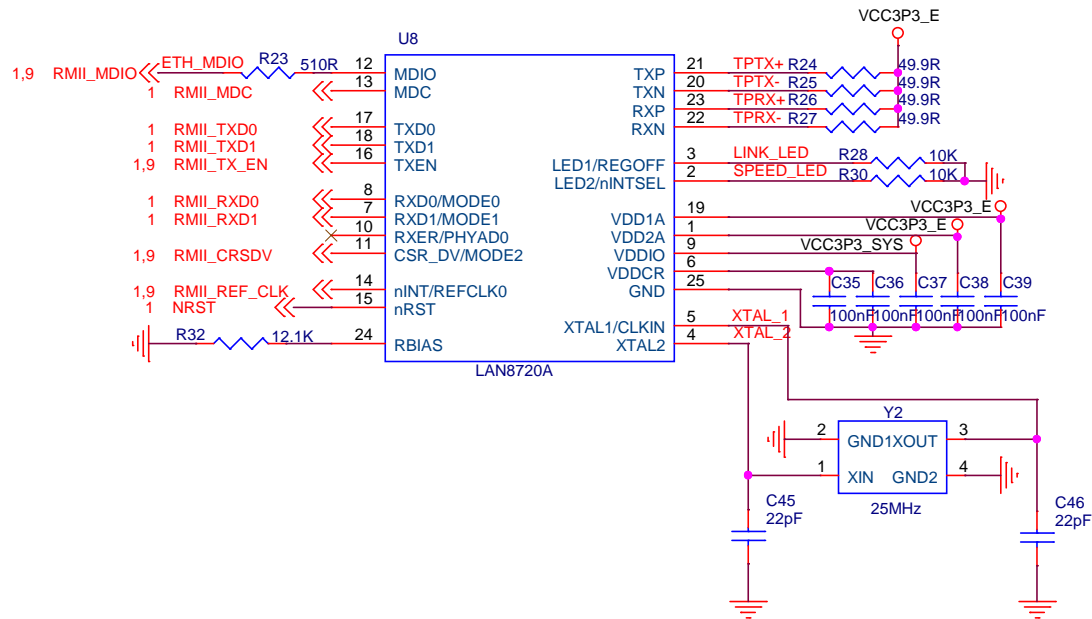 VCC3P3_E
U8
1,9 RMII_MDIO ETH_MDIO R23 510R 12 MDIO
1 RMII_MDC 13 MDC
1 RMII_TXD0 17 TXD0
1 RMII_TXD1 18 TXD1
1,9 RMII_TX_EN 16 TXEN
1 RMII_RXD0 8 RXD0/MODE0
1 RMII_RXD1 7 RXD1/MODE1
10 RXER/PHYAD0
1,9 RMII_CRSDV 11 CSR_DV/MODE2
1,9 RMII_REF_CLK 14 nINT/REFCLK0
1 NRST 15 nRST
R32 12.1K 24 RBIAS
TXP 21 TPTX+ R24 49.9R
TXN 20 TPTX- R25 49.9R
RXP 23 TPRX+ R26 49.9R
RXN 22 TPRX- R27 49.9R
LED1/REGOFF 3 LINK_LED R28 10K
LED2/nINTSEL 2 SPEED_LED R30 10K
VDD1A 19 VCC3P3_E
VDD2A 1 VCC3P3_E
VDDIO 9 VCC3P3_SYS
VDDCR 6
GND 25
C35 C36 C37 C38 C39
100nF 100nF 100nF 100nF 100nF
XTAL1/CLKIN 5 XTAL_1
XTAL2 4 XTAL_2
LAN8720A
Y2
2 GND1 XOUT 3
1 XIN GND2 4
25MHz
C45
22pF
C46
22pF